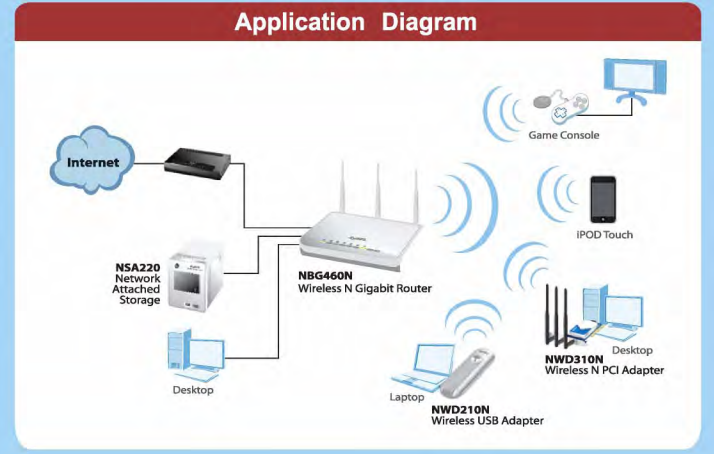 Application Diagram
Internet
Game Console
iPOD Touch
NSA220
Network
Attached
Storage
NBG460N
Wireless N Gigabit Router
Desktop
Laptop
NWD210N
Wireless USB Adapter
Desktop
NWD310N
Wireless N PCI Adapter